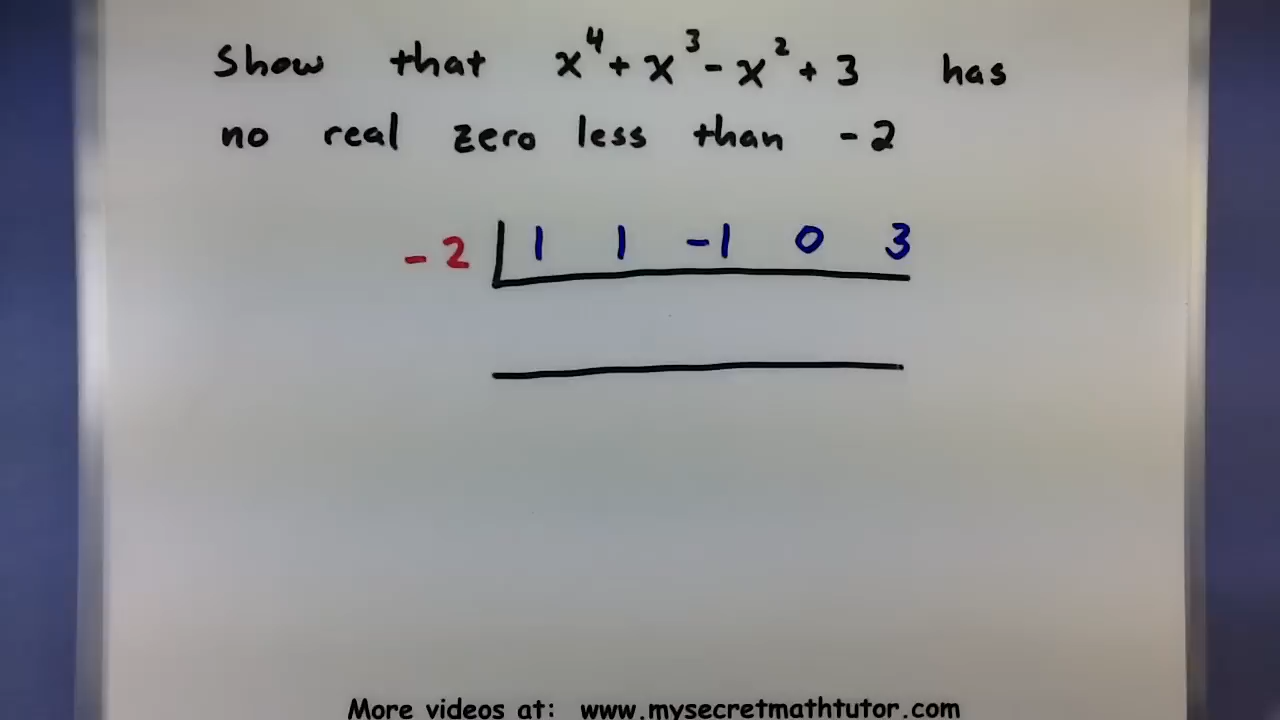 Show that x⁴ + x³ - x² + 3 has
no real zero less than -2
-2 | 1 1 -1 0 3
More videos at: www.mysecretmathtutor.com